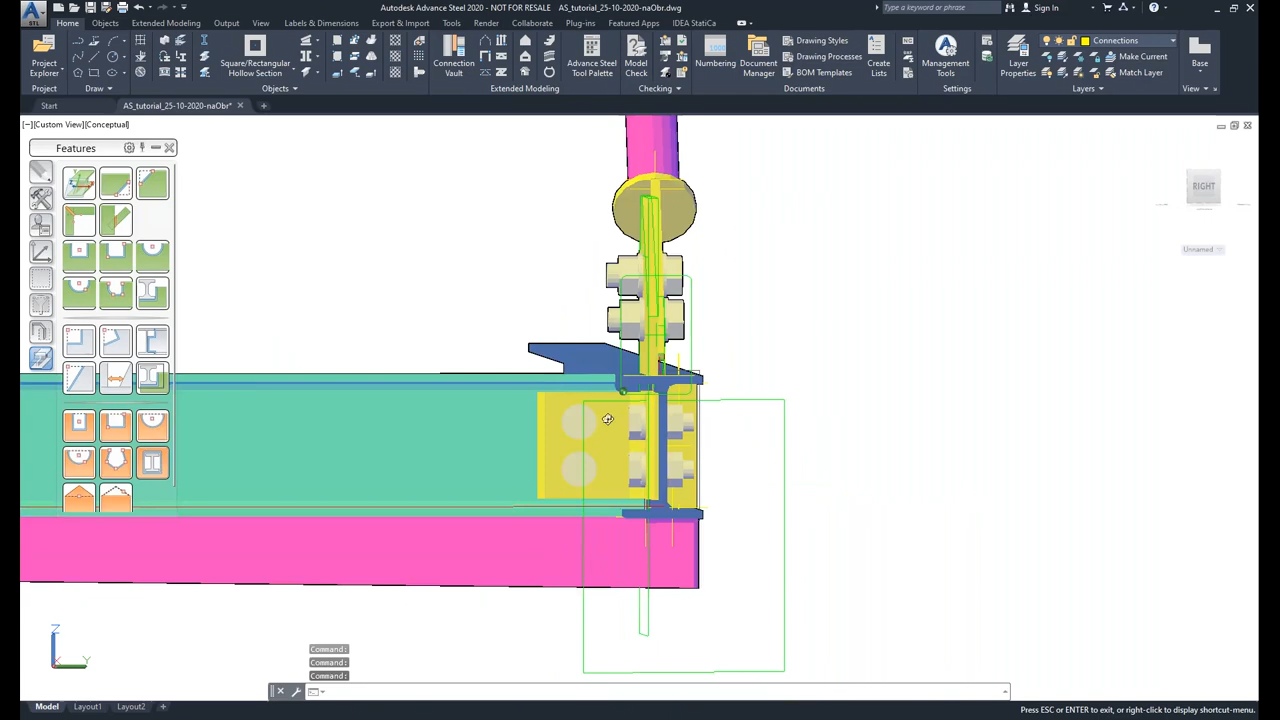 Autodesk Advance Steel 2020 - NOT FOR RESALE    AS_tutorial_25-10-2020-naObr.dwg
Type a keyword or phrase
Sign In
STL
Home
Objects
Extended Modeling
Output
View
Labels & Dimensions
Export & Import
Tools
Render
Collaborate
Plug-ins
Featured Apps
IDEA StatiCa
Project
Explorer
Square/Rectangular
Hollow Section
Connection
Vault
Advance Steel
Tool Palette
Model
Check
Numbering
Document
Manager
Drawing Styles
Drawing Processes
BOM Templates
Create
Lists
Management
Tools
Layer
Properties
Connections
Make Current
Match Layer
Base
Project
Draw
Objects
Extended Modeling
Checking
Documents
Settings
Layers
View
Start
AS_tutorial_25-10-2020-naObr*
[−][Custom View][Conceptual]
Features
RIGHT
Unnamed
Z
X
Y
Command:
Command:
Command:
Model
Layout1
Layout2
Press ESC or ENTER to exit, or right-click to display shortcut-menu.